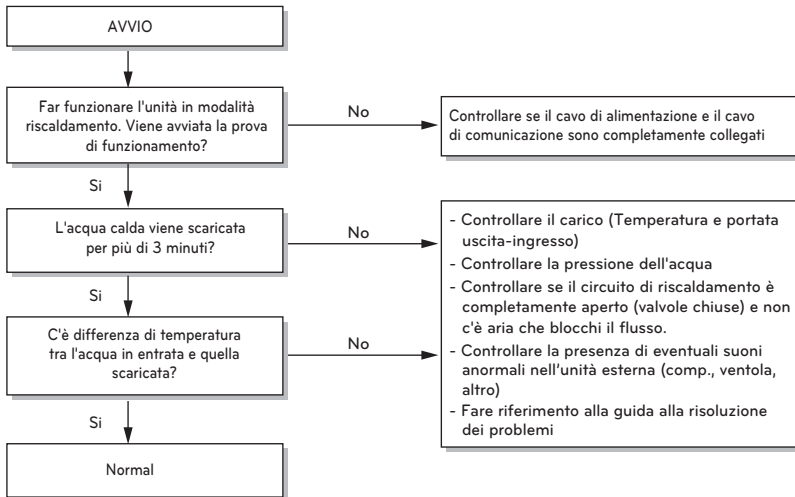 AVVIO
Far funzionare l'unità in modalità
riscaldamento. Viene avviata la prova
di funzionamento?
No
Controllare se il cavo di alimentazione e il cavo
di comunicazione sono completamente collegati
Si
L'acqua calda viene scaricata
per più di 3 minuti?
No
- Controllare il carico (Temperatura e portata
uscita-ingresso)
- Controllare la pressione dell'acqua
- Controllare se il circuito di riscaldamento è
completamente aperto (valvole chiuse) e non
c'è aria che blocchi il flusso.
- Controllare la presenza di eventuali suoni
anormali nell'unità esterna (comp., ventola,
altro)
- Fare riferimento alla guida alla risoluzione
dei problemi
Si
C'è differenza di temperatura
tra l'acqua in entrata e quella
scaricata?
No
Si
Normal